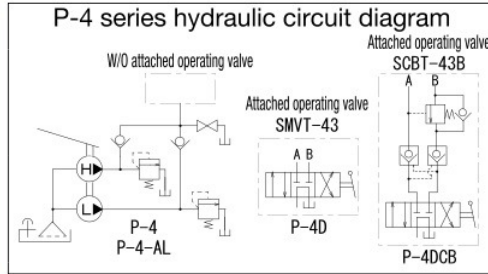 P-4 series hydraulic circuit diagram
Attached operating valve
SCBT-43B
A B
W/O attached operating valve
Attached operating valve
SMVT-43
A B
H
L
P-4
P-4-AL
P-4D
P-4DCB